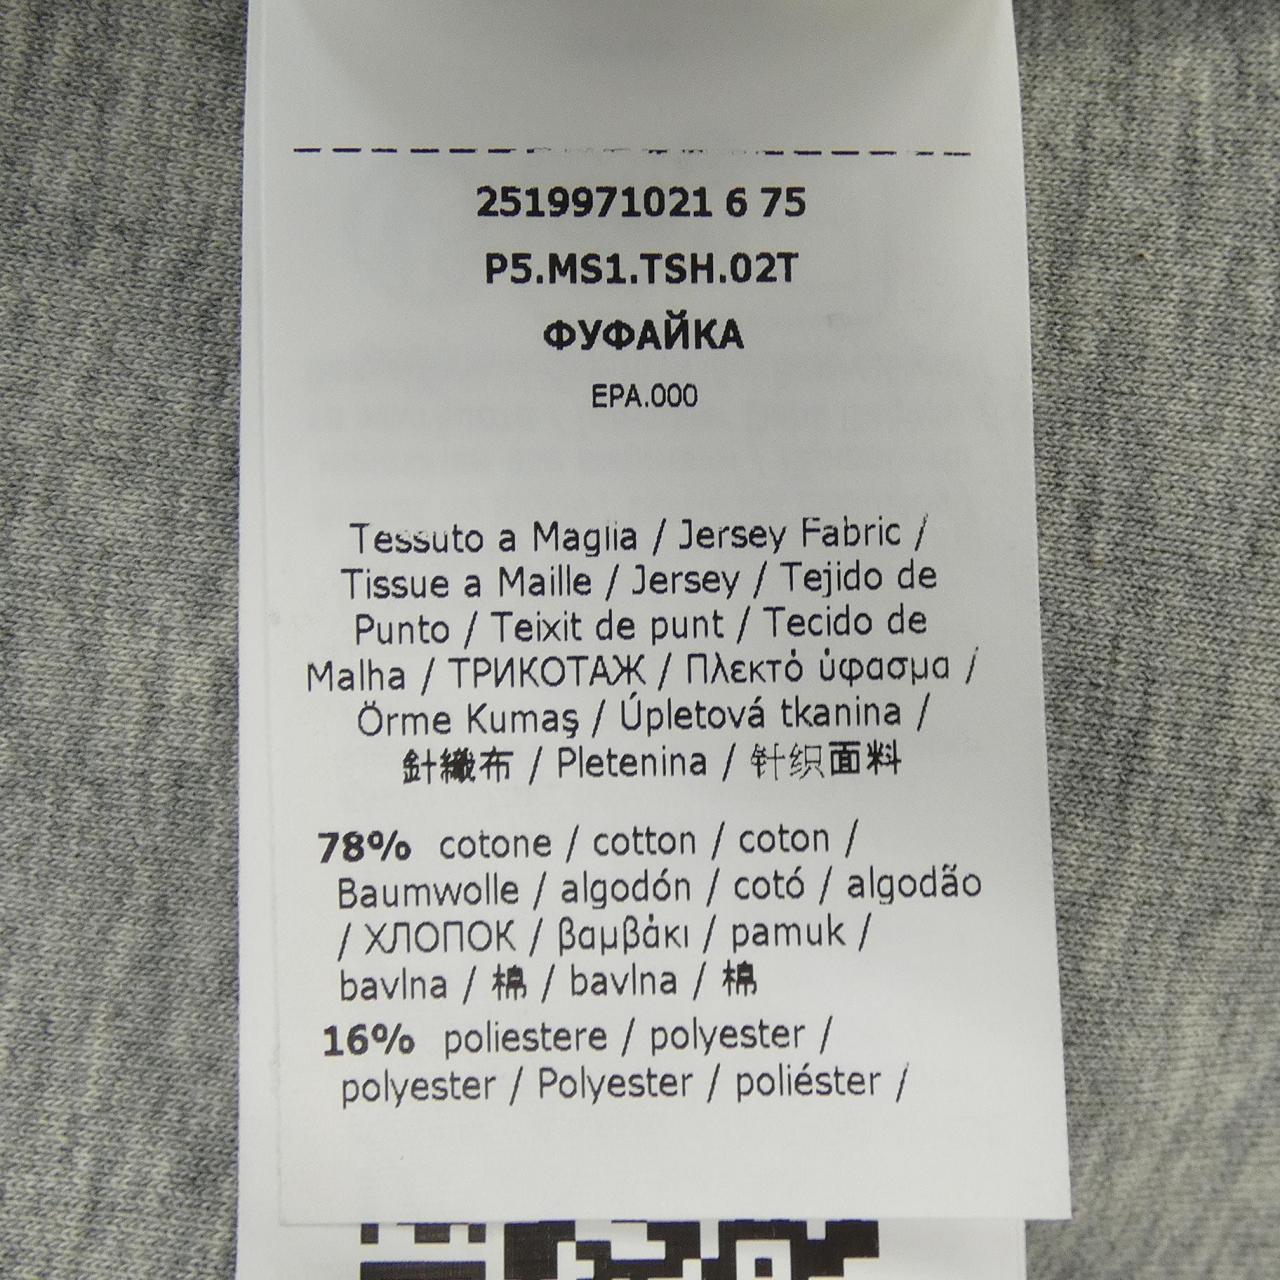 2519971021 6 75
P5.MS1.TSH.02T
ФУФАЙКА
EPA.000
Tessuto a Maglia / Jersey Fabric /
Tissue a Maille / Jersey / Tejido de
Punto / Teixit de punt / Tecido de
Malha / ТРИКОТАЖ / Πλεκτό ύφασμα /
Örme Kumaş / Úpletová tkanina /
針織布 / Pletenina / 针织面料
78% cotone / cotton / coton /
Baumwolle / algodón / cotó / algodão
/ ХЛОПОК / βαμβάκι / pamuk /
bavlna / 棉 / bavlna / 棉
16% poliestere / polyester /
polyester / Polyester / poliéster /